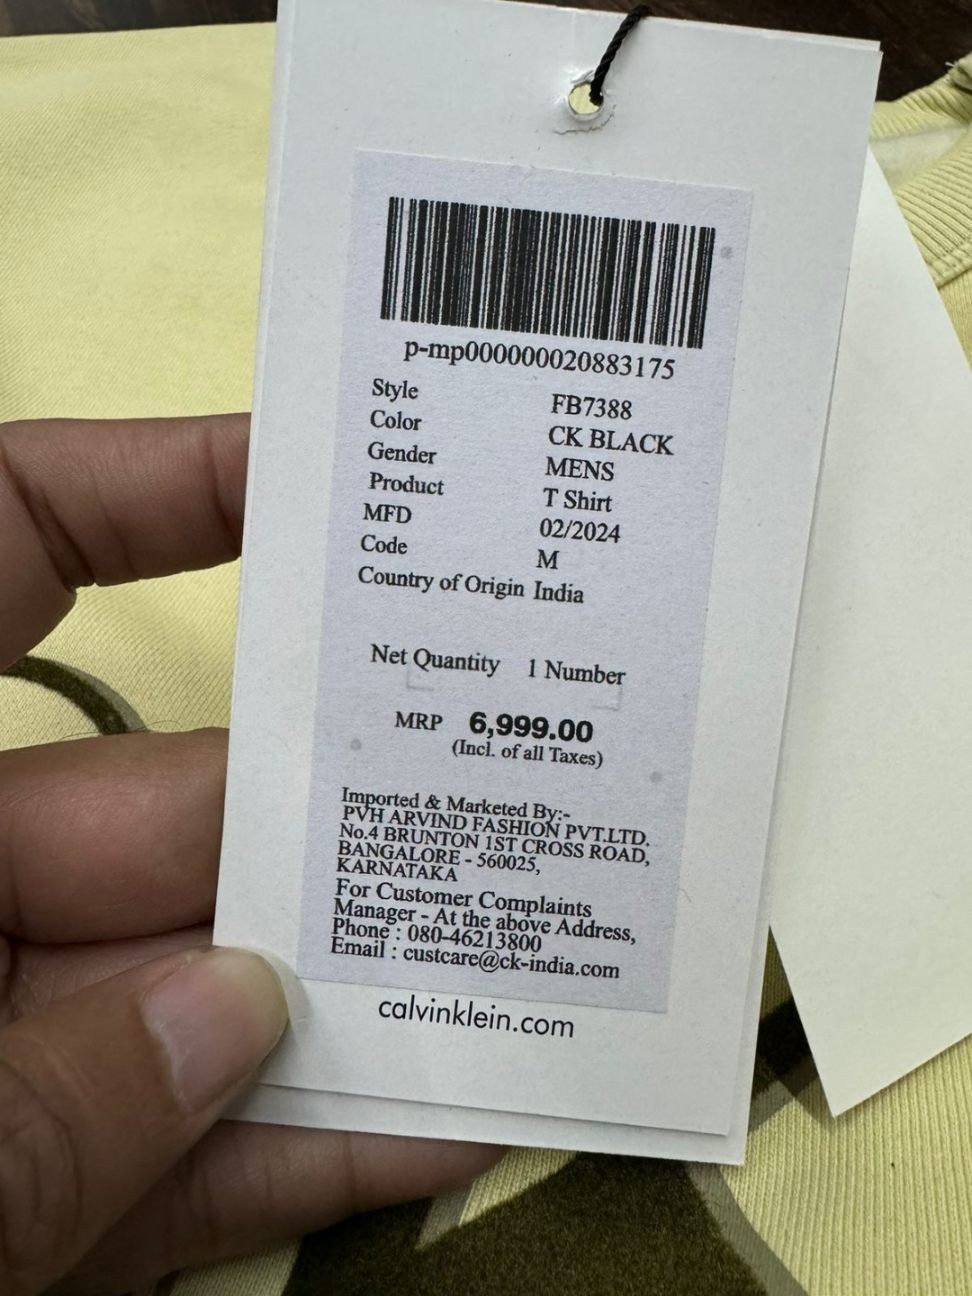 p-mp000000020883175
Style FB7388
Color CK BLACK
Gender MENS
Product T Shirt
MFD 02/2024
Code M
Country of Origin India
Net Quantity 1 Number
MRP 6,999.00
(Incl. of all Taxes)
Imported & Marketed By:-
PVH ARVIND FASHION PVT.LTD.
No.4 BRUNTON 1ST CROSS ROAD,
BANGALORE - 560025,
KARNATAKA
For Customer Complaints
Manager - At the above Address,
Phone : 080-46213800
Email : custcare@ck-india.com
calvinklein.com